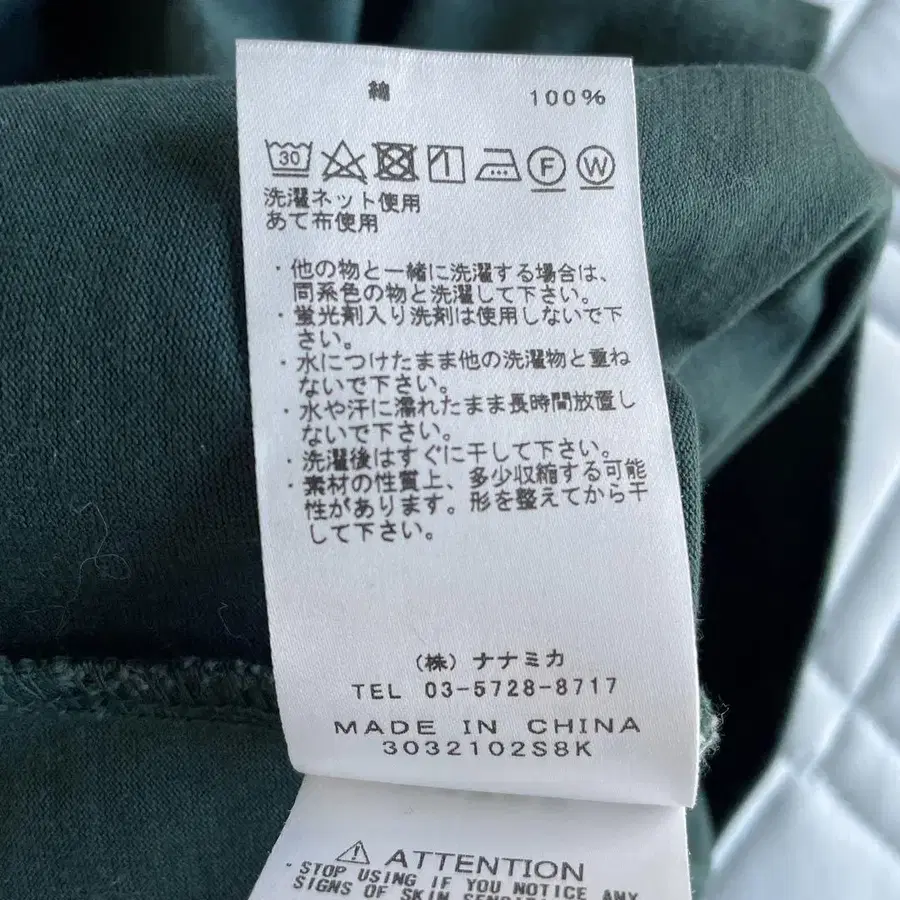 綿 100%
30 F W
洗濯ネット使用
あて布使用
・他の物と一緒に洗濯する場合は、
同系色の物と洗濯して下さい。
・蛍光剤入り洗剤は使用しないで下
さい。
・水につけたまま他の洗濯物と重ね
ないで下さい。
・水や汗に濡れたまま長時間放置し
ないで下さい。
・洗濯後はすぐに干して下さい。
・素材の性質上、多少収縮する可能
性があります。形を整えてから干
して下さい。
(株) ナナミカ
TEL 03-5728-8717
MADE IN CHINA
3032102S8K
ATTENTION
・STOP USING IF YOU NOTICE ANY
SIGNS OF SKIN